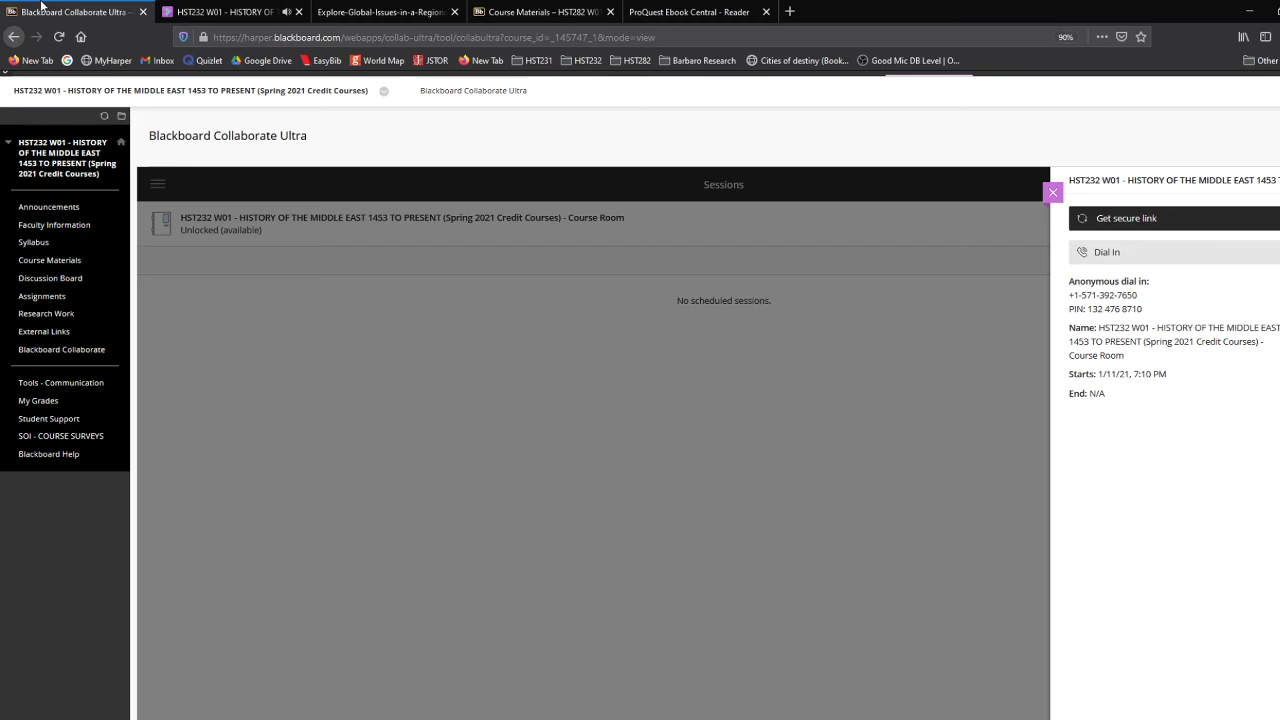 Blackboard Collaborate Ultra –
HST232 W01 - HISTORY OF T
Explore-Global-Issues-in-a-Region
Course Materials – HST282 W01
ProQuest Ebook Central - Reader
https://harper.blackboard.com/webapps/collab-ultra/tool/collabultra?course_id=_145747_1&mode=view
90%
New Tab
MyHarper
Inbox
Quizlet
Google Drive
EasyBib
World Map
JSTOR
New Tab
HST231
HST232
HST282
Barbaro Research
Cities of destiny (Book...
Good Mic DB Level | O...
Other
HST232 W01 - HISTORY OF THE MIDDLE EAST 1453 TO PRESENT (Spring 2021 Credit Courses)
Blackboard Collaborate Ultra
HST232 W01 - HISTORY
OF THE MIDDLE EAST
1453 TO PRESENT (Spring
2021 Credit Courses)
Announcements
Faculty Information
Syllabus
Course Materials
Discussion Board
Assignments
Research Work
External Links
Blackboard Collaborate
Tools - Communication
My Grades
Student Support
SOI - COURSE SURVEYS
Blackboard Help
Blackboard Collaborate Ultra
Sessions
HST232 W01 - HISTORY OF THE MIDDLE EAST 1453 TO PRESENT (Spring 2021 Credit Courses) - Course Room
Unlocked (available)
No scheduled sessions.
HST232 W01 - HISTORY OF THE MIDDLE EAST 1453 T
Get secure link
Dial In
Anonymous dial in:
+1-571-392-7650
PIN: 132 476 8710
Name: HST232 W01 - HISTORY OF THE MIDDLE EAST
1453 TO PRESENT (Spring 2021 Credit Courses) -
Course Room
Starts: 1/11/21, 7:10 PM
End: N/A